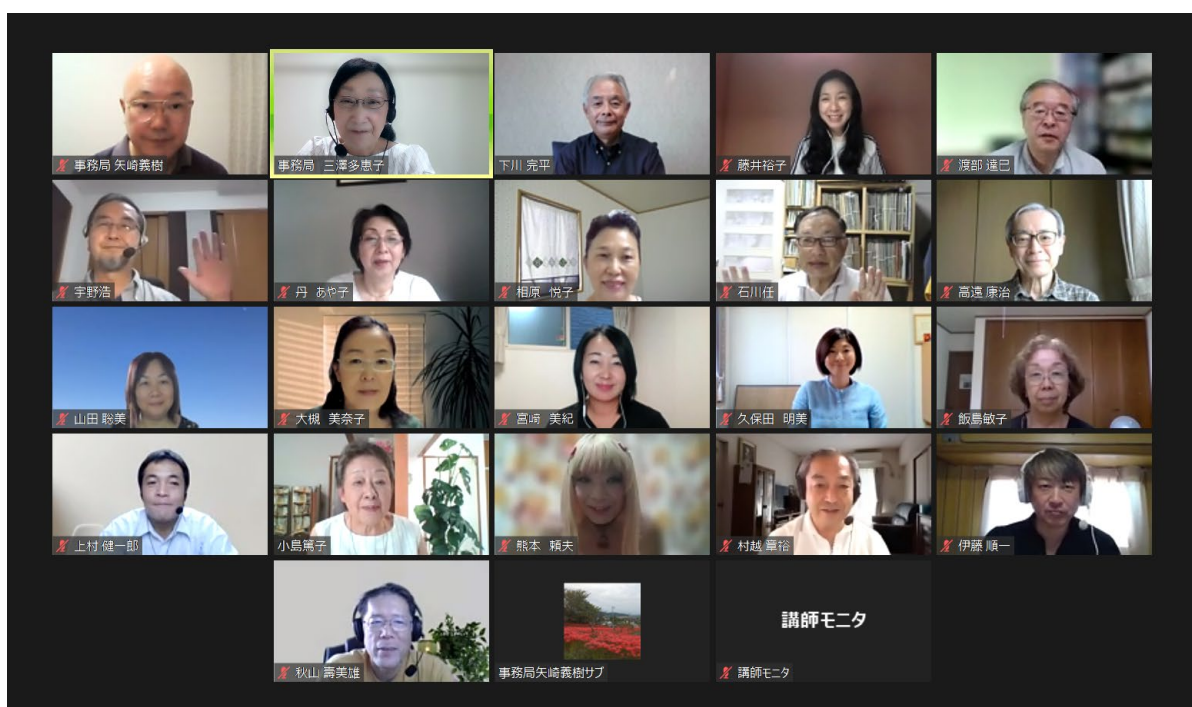 事務局 矢崎義樹
事務局 三澤多恵子
下川 完平
藤井裕子
渡部 達已
宇野浩
丹 あや子
相原 悦子
石川任
高遠 康治
山田 聡美
大槻 美奈子
宮﨑 美紀
久保田 明美
飯島敏子
上村 健一郎
小島篤子
熊本 頼夫
村越 章裕
伊藤 順一
秋山 壽美雄
事務局矢崎義樹サブ
講師モニタ
講師モニタ